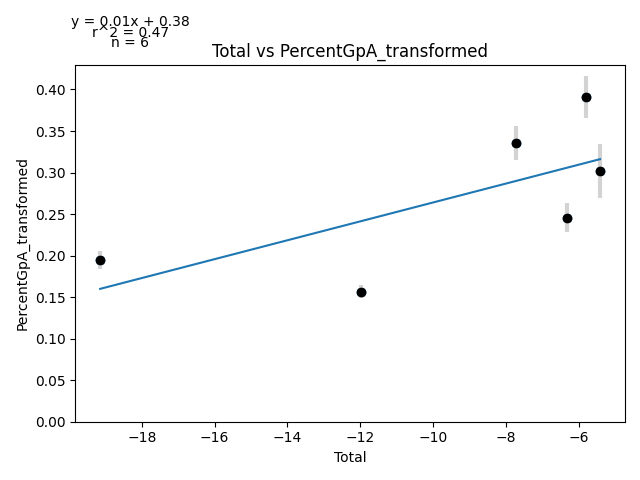 y = 0.01x + 0.38
r^2 = 0.47
n = 6
Total vs PercentGpA_transformed
PercentGpA_transformed
0.40
0.35
0.30
0.25
0.20
0.15
0.10
0.05
0.00
−18
−16
−14
−12
−10
−8
−6
Total